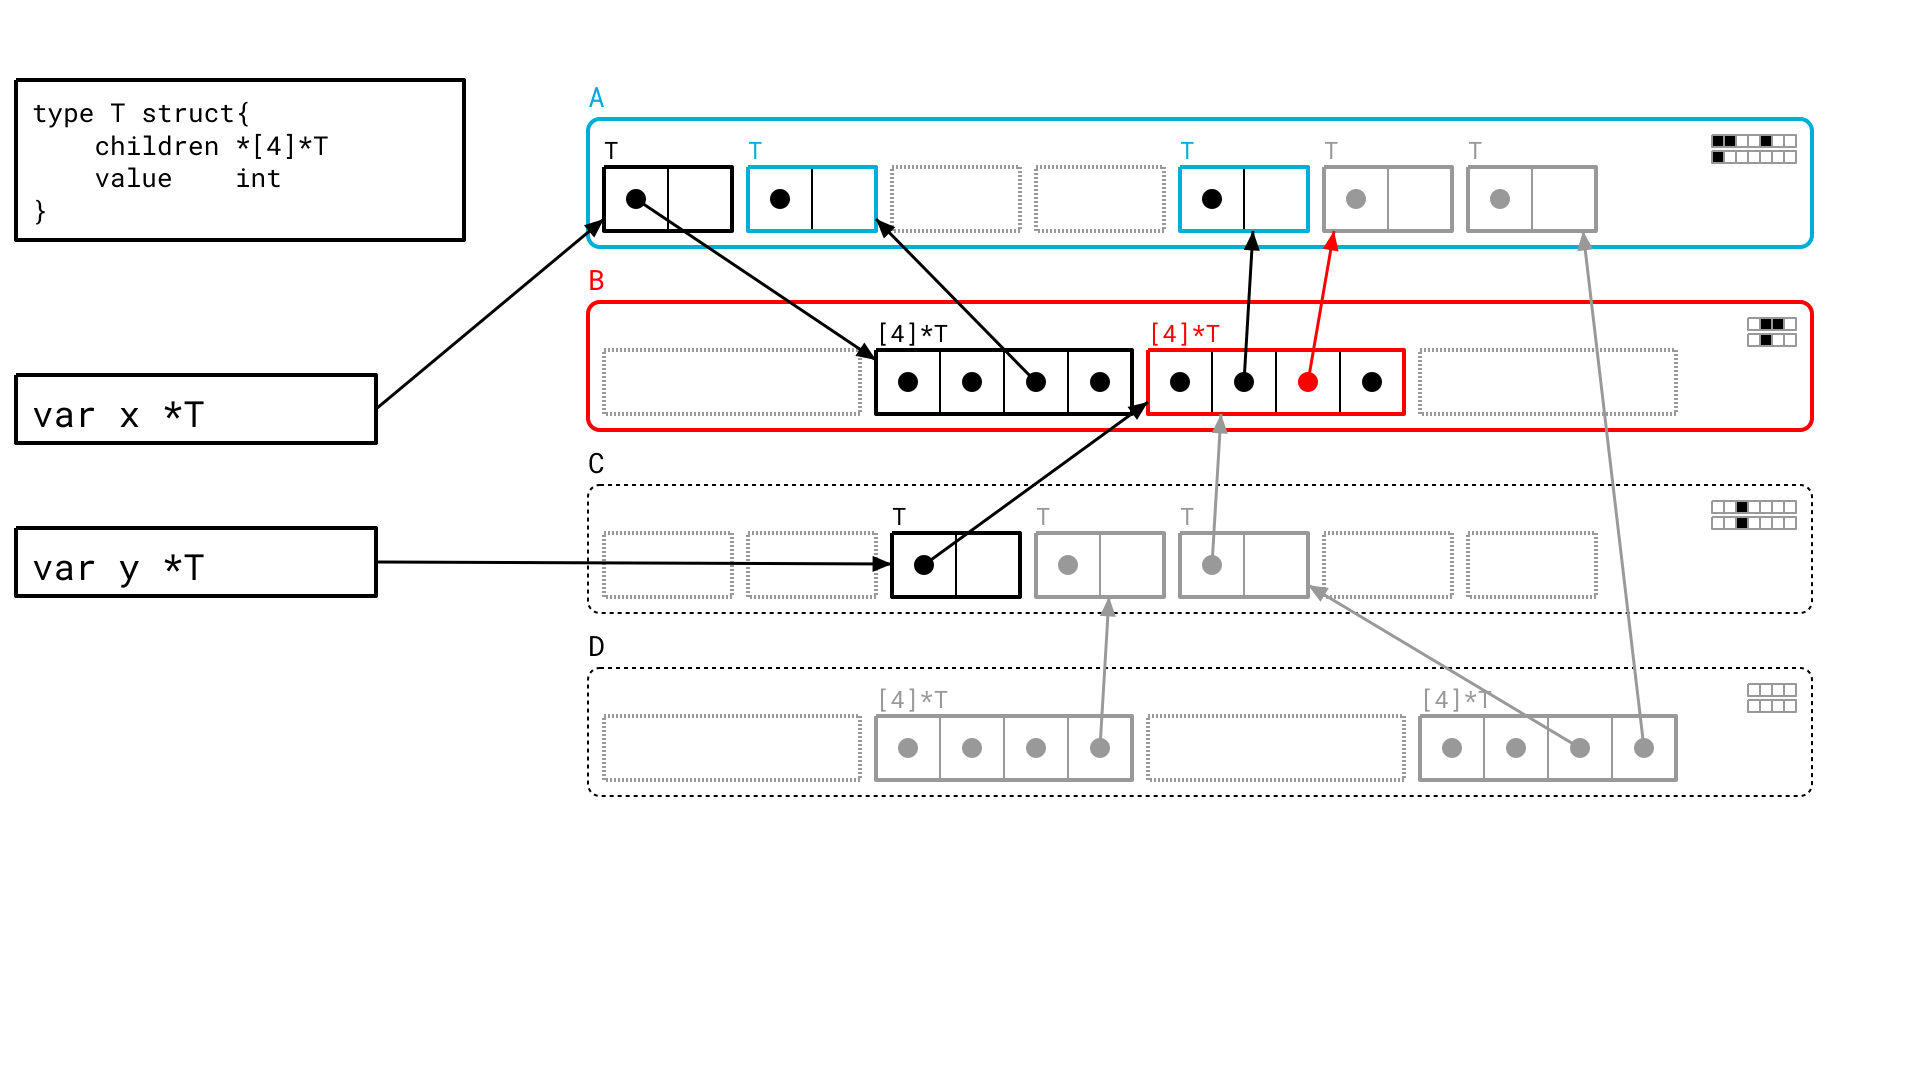 type T struct{
    children *[4]*T
    value    int
}
var x *T
var y *T
A
T T T T T
B
[4]*T [4]*T
C
T T T
D
[4]*T [4]*T